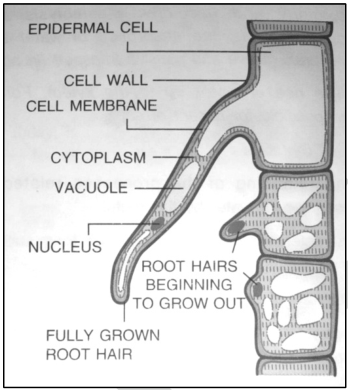 EPIDERMAL CELL
CELL WALL
CELL MEMBRANE
CYTOPLASM
VACUOLE
NUCLEUS
ROOT HAIRS
BEGINNING
TO GROW OUT
FULLY GROWN
ROOT HAIR